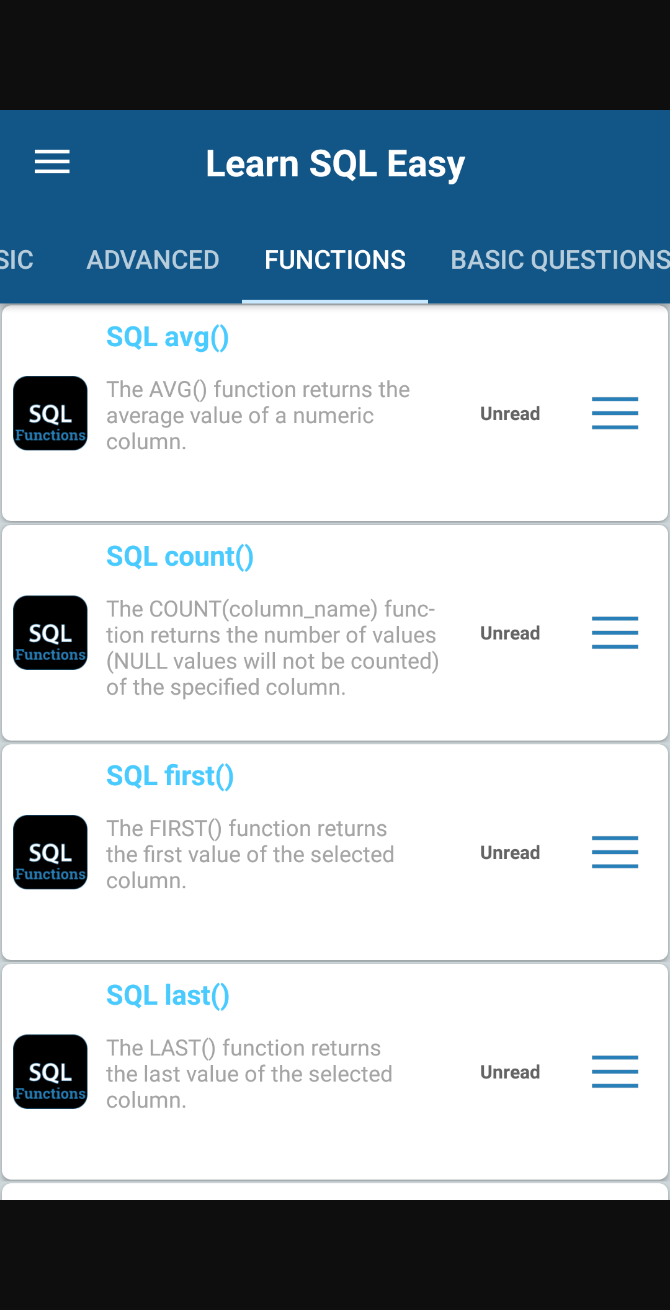 Learn SQL Easy
SIC ADVANCED FUNCTIONS BASIC QUESTIONS
SQL avg()
SQL
Functions
The AVG() function returns the
average value of a numeric
column.
Unread
SQL count()
SQL
Functions
The COUNT(column_name) func-
tion returns the number of values
(NULL values will not be counted)
of the specified column.
Unread
SQL first()
SQL
Functions
The FIRST() function returns
the first value of the selected
column.
Unread
SQL last()
SQL
Functions
The LAST() function returns
the last value of the selected
column.
Unread